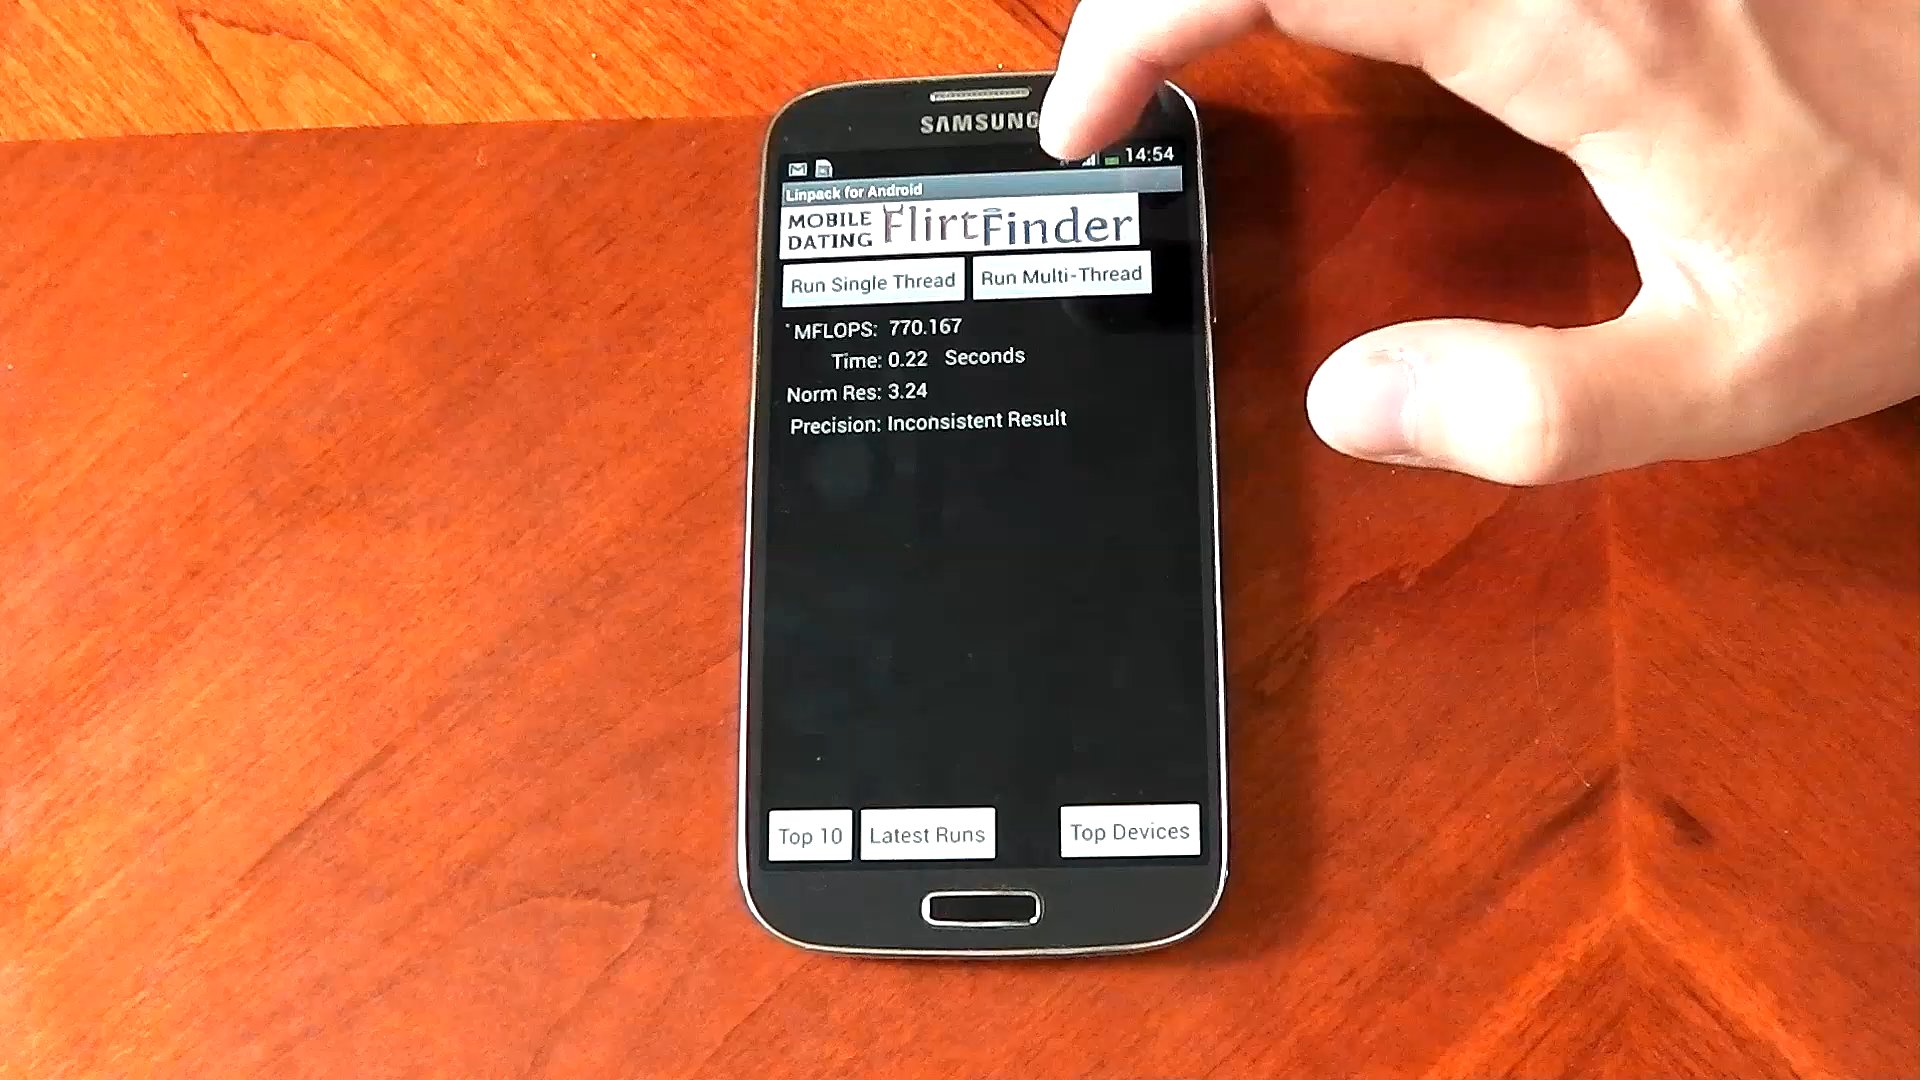 SAMSUNG
14:54
Linpack for Android
MOBILE DATING FlirtFinder
Run Single Thread Run Multi-Thread
MFLOPS: 770.167
Time: 0.22 Seconds
Norm Res: 3.24
Precision: Inconsistent Result
Top 10 Latest Runs Top Devices